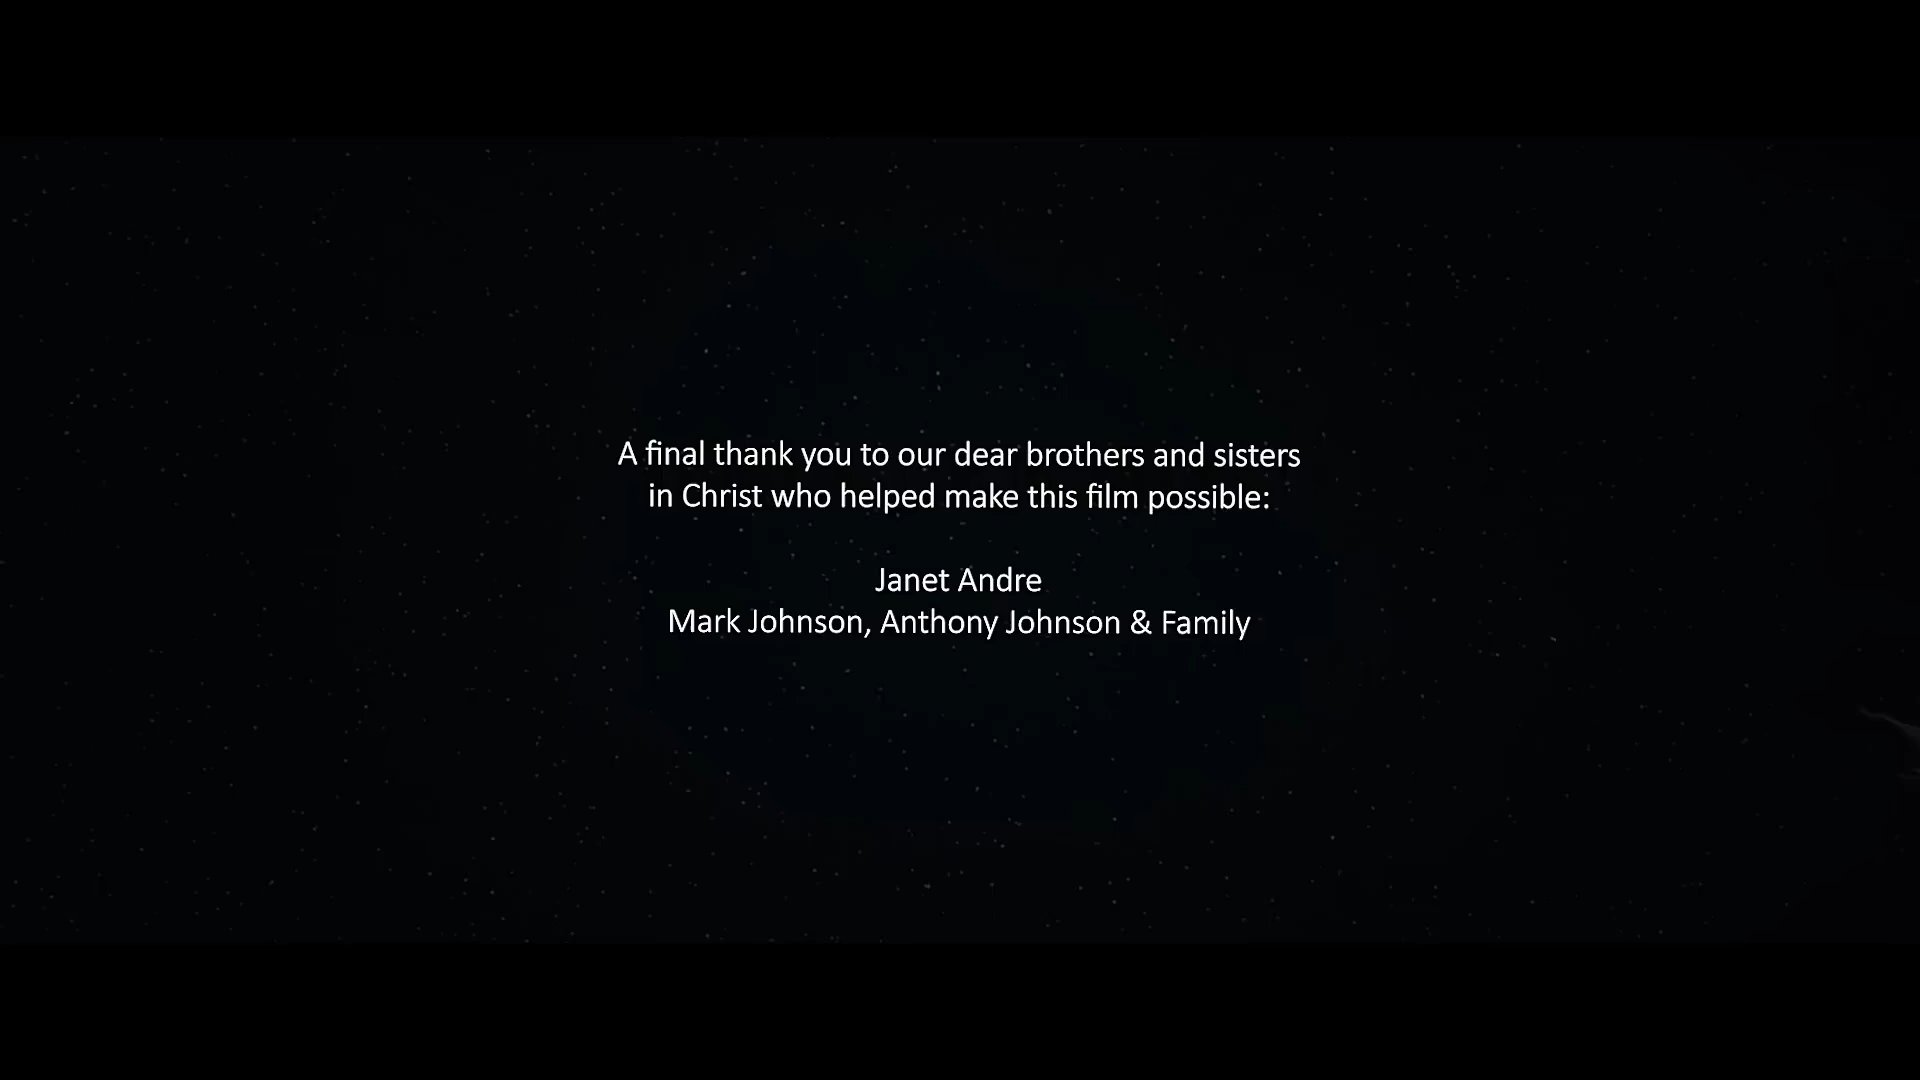 A final thank you to our dear brothers and sisters
in Christ who helped make this film possible:
Janet Andre
Mark Johnson, Anthony Johnson & Family